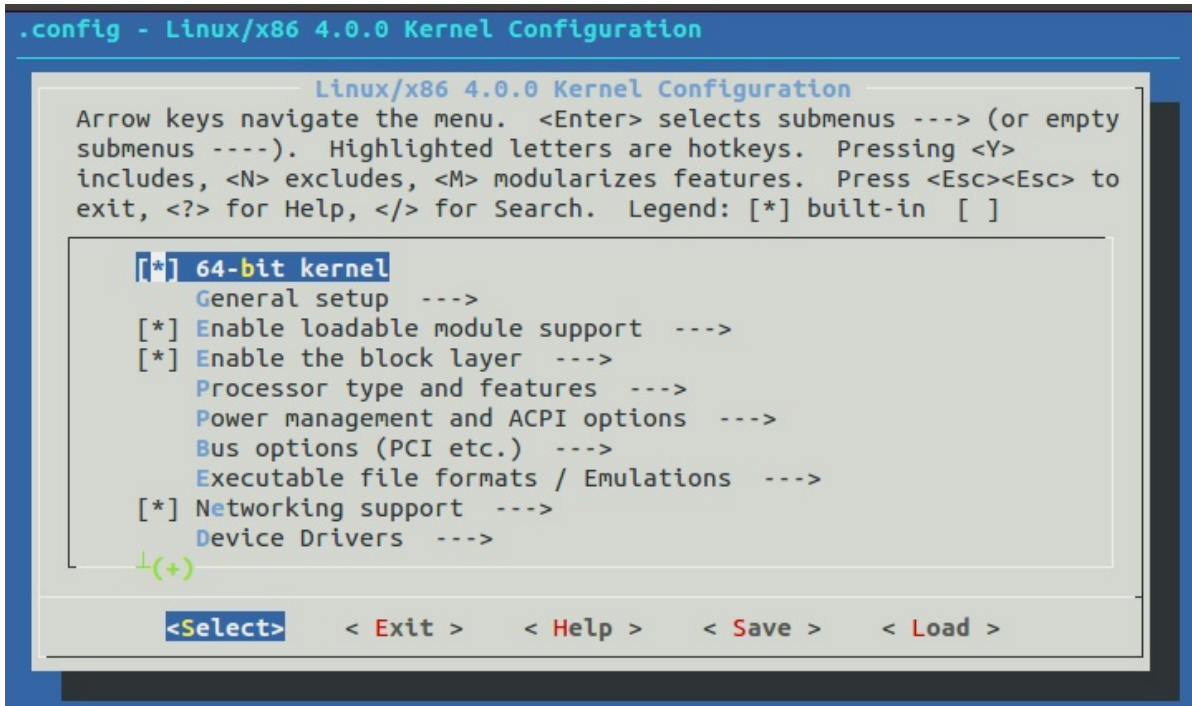 .config - Linux/x86 4.0.0 Kernel Configuration
Linux/x86 4.0.0 Kernel Configuration
Arrow keys navigate the menu.  <Enter> selects submenus ---> (or empty
submenus ----).  Highlighted letters are hotkeys.  Pressing <Y>
includes, <N> excludes, <M> modularizes features.  Press <Esc><Esc> to
exit, <?> for Help, </> for Search.  Legend: [*] built-in  [ ]
[*] 64-bit kernel
General setup  --->
[*] Enable loadable module support  --->
[*] Enable the block layer  --->
Processor type and features  --->
Power management and ACPI options  --->
Bus options (PCI etc.)  --->
Executable file formats / Emulations  --->
[*] Networking support  --->
Device Drivers  --->
┴(+)
<Select>    < Exit >    < Help >    < Save >    < Load >